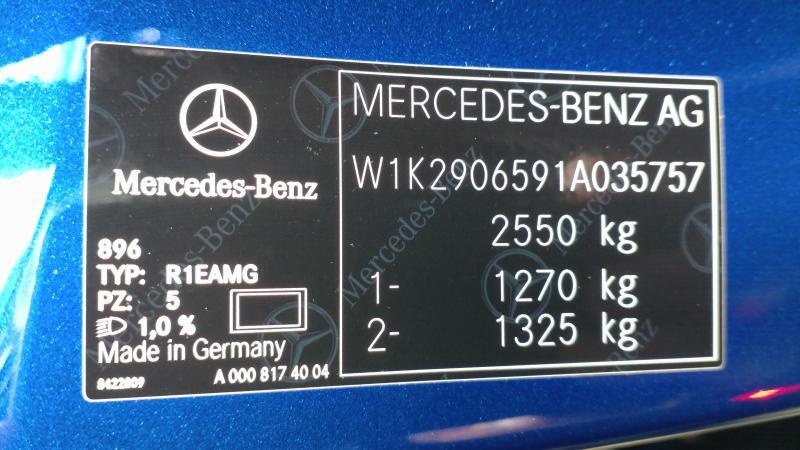 Mercedes-Benz
896
TYP: R1EAMG
PZ: 5
1,0 %
Made in Germany
8422809
A 000 817 40 04
MERCEDES-BENZ AG
W1K2906591A035757
2550 kg
1- 1270 kg
2- 1325 kg